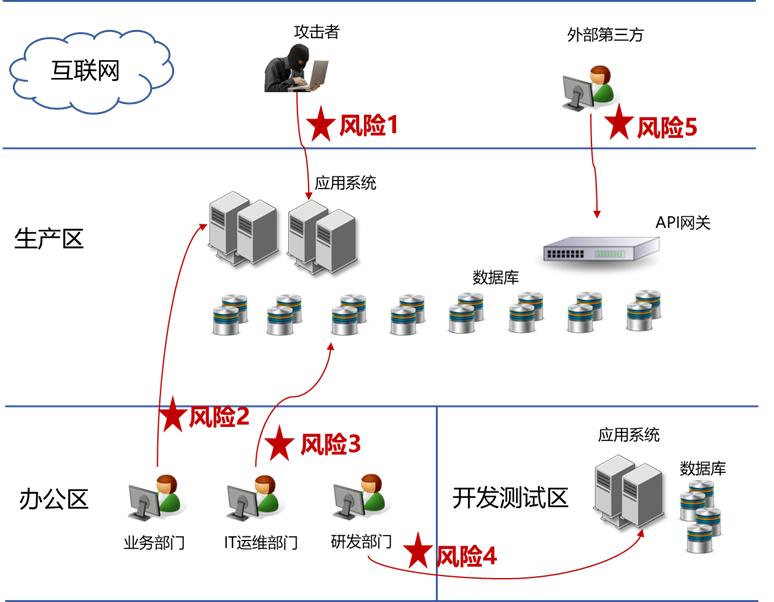 攻击者
外部第三方
互联网
风险1
风险5
应用系统
API网关
生产区
数据库
风险2
风险3
应用系统
数据库
办公区
开发测试区
业务部门
IT运维部门
研发部门
风险4